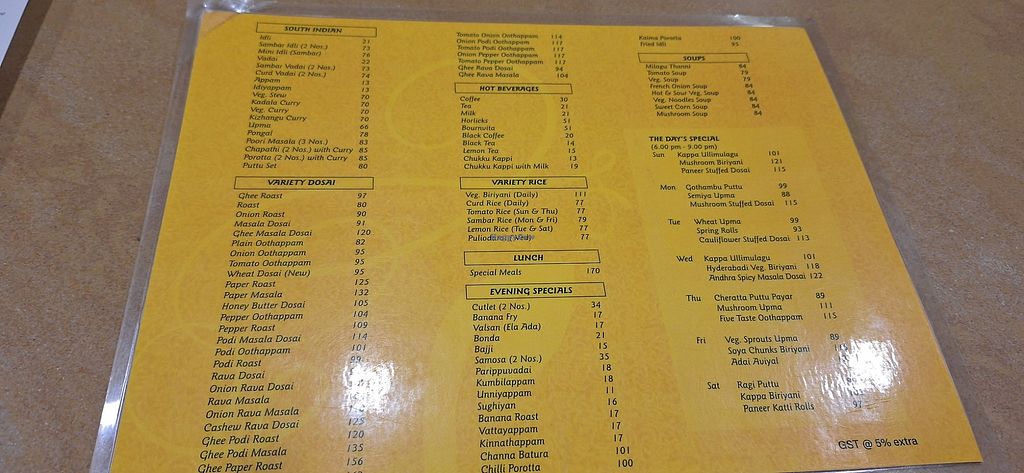 SOUTH INDIAN
Idli 21
Sambar Idli (2 Nos.) 73
Mini Idli (Sambar) 76
Vadai 22
Sambar Vadai (2 Nos.) 73
Curd Vadai (2 Nos.) 74
Appam 13
Idiyappam 13
Veg. Stew 70
Kadala Curry 70
Veg. Curry 70
Kizhangu Curry 70
Upma 66
Pongal 78
Poori Masala (3 Nos.) 83
Chapathi (2 Nos.) with Curry 85
Porotta (2 Nos.) with Curry 85
Puttu Set 80
VARIETY DOSAI
Ghee Roast 97
Roast 80
Onion Roast 90
Masala Dosai 91
Ghee Masala Dosai 120
Plain Oothappam 82
Onion Oothappam 95
Tomato Oothappam 95
Wheat Dosai (New) 95
Paper Roast 125
Paper Masala 132
Honey Butter Dosai 105
Pepper Oothappam 104
Pepper Roast 109
Podi Masala Dosai 114
Podi Oothappam 101
Podi Roast 99
Rava Dosai
Onion Rava Dosai
Rava Masala
Onion Rava Masala
Cashew Rava Dosai 125
Ghee Podi Roast 120
Ghee Podi Masala 135
Ghee Paper Roast 156
Tomato Onion Oothappam 114
Tomato Podi Oothappam 117
Onion Podi Oothappam 117
Onion Pepper Oothappam 117
Tomato Pepper Oothappam 117
Ghee Rava Dosai 94
Ghee Rava Masala 104
HOT BEVERAGES
Coffee 30
Tea 21
Milk 21
Horlicks 51
Bournvita 51
Black Coffee 20
Black Tea 14
Lemon Tea 15
Chukku Kappi 13
Chukku Kappi with Milk 19
VARIETY RICE
Veg. Biriyani (Daily) 111
Curd Rice (Daily) 77
Tomato Rice (Sun & Thu) 77
Sambar Rice (Mon & Fri) 79
Lemon Rice (Tue & Sat) 77
77
LUNCH
Special Meals 170
EVENING SPECIALS
Cutlet (2 Nos.) 34
Banana Fry 17
Valsan (Ela Ada) 17
Bonda 21
Bajji 15
Samosa (2 Nos.) 35
Parippuvadai 18
Kumbilappam 18
Unniyappam 11
Sughiyan 16
Banana Roast 17
Vattayappam 17
Kinnathappam 17
Channa Batura 101
Chilli Porotta 100
Kaima Porotta 100
Fried Idli 95
SOUPS
Milagu Thanni 84
Tomato Soup 79
Veg. Soup 79
French Onion Soup 84
Hot & Sour Veg. Soup 84
Veg. Noodles Soup 84
Sweet Corn Soup 84
Mushroom Soup 84
THE DAY'S SPECIAL
(6.00 pm - 9.00 pm)
Sun Kappa Ullimulagu 101
Mushroom Biriyani 121
Paneer Stuffed Dosai 115
Mon Gothambu Puttu 99
Semiya Upma 88
Mushroom Stuffed Dosai 115
Tue Wheat Upma 99
Spring Rolls 93
Cauliflower Stuffed Dosai 113
Wed Kappa Ullimulagu 101
Hyderabadi Veg. Biriyani 118
Andhra Spicy Masala Dosai 122
Thu Cheratta Puttu Payar 89
Mushroom Upma 111
Five Taste Oothappam 115
Fri Veg. Sprouts Upma 89
Soya Chunks Biriyani
Adai Aviyal
Sat Ragi Puttu
Kappa Biriyani
Paneer Katti Rolls 97
GST @ 5% extra